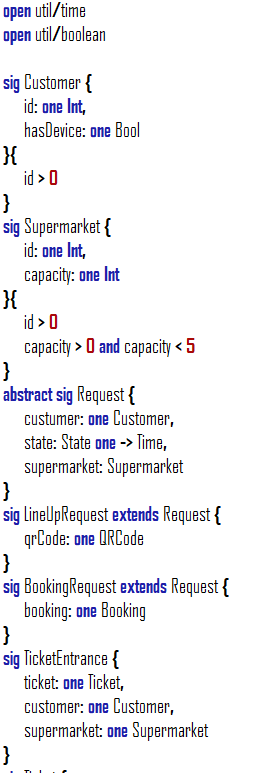 open util/time
open util/boolean
sig Customer {
id: one Int,
hasDevice: one Bool
}{
id > 0
}
sig Supermarket {
id: one Int,
capacity: one Int
}{
id > 0
capacity > 0 and capacity < 5
}
abstract sig Request {
custumer: one Customer,
state: State one -> Time,
supermarket: Supermarket
}
sig LineUpRequest extends Request {
qrCode: one QRCode
}
sig BookingRequest extends Request {
booking: one Booking
}
sig TicketEntrance {
ticket: one Ticket,
customer: one Customer,
supermarket: one Supermarket
}